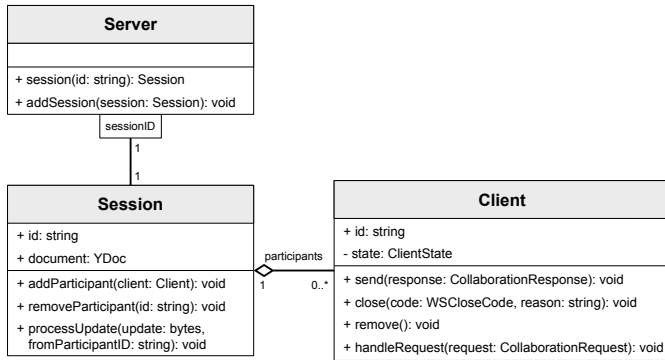 Server
+ session(id: string): Session
+ addSession(session: Session): void
sessionID
1
1
Session
+ id: string
+ document: YDoc
+ addParticipant(client: Client): void
+ removeParticipant(id: string): void
+ processUpdate(update: bytes,
fromParticipantID: string): void
participants
1
0..*
Client
+ id: string
- state: ClientState
+ send(response: CollaborationResponse): void
+ close(code: WSCloseCode, reason: string): void
+ remove(): void
+ handleRequest(request: CollaborationRequest): void